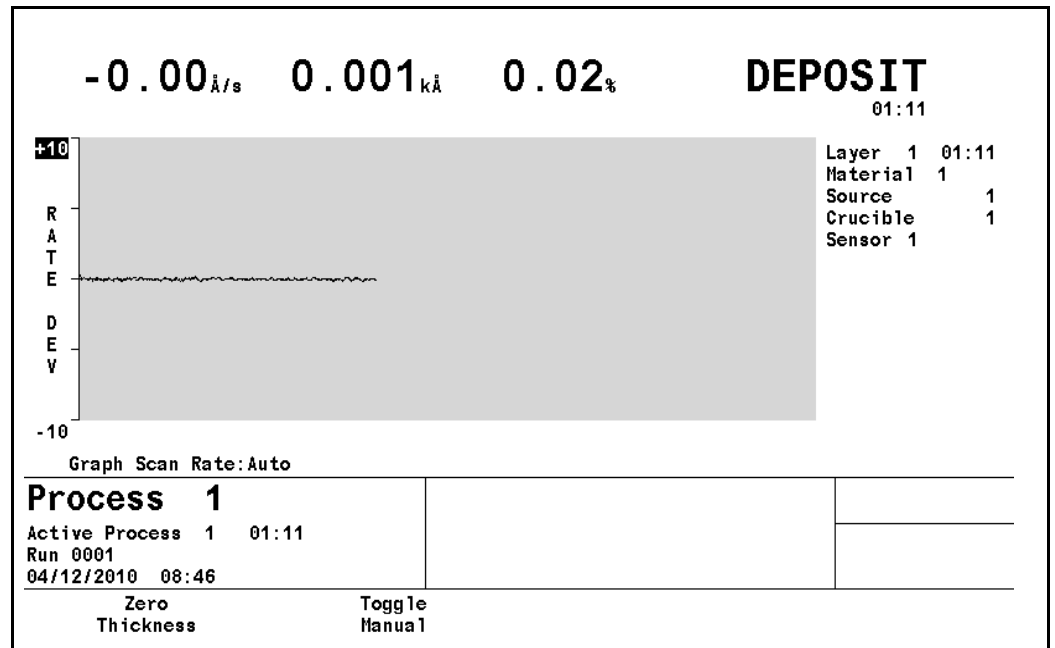 -0.00Å/s 0.001kÅ 0.02% DEPOSIT
01:11
+10
RATE DEV
-10
Layer 1 01:11
Material 1
Source 1
Crucible 1
Sensor 1
Graph Scan Rate:Auto
Process 1
Active Process 1 01:11
Run 0001
04/12/2010 08:46
Zero Thickness
Toggle Manual